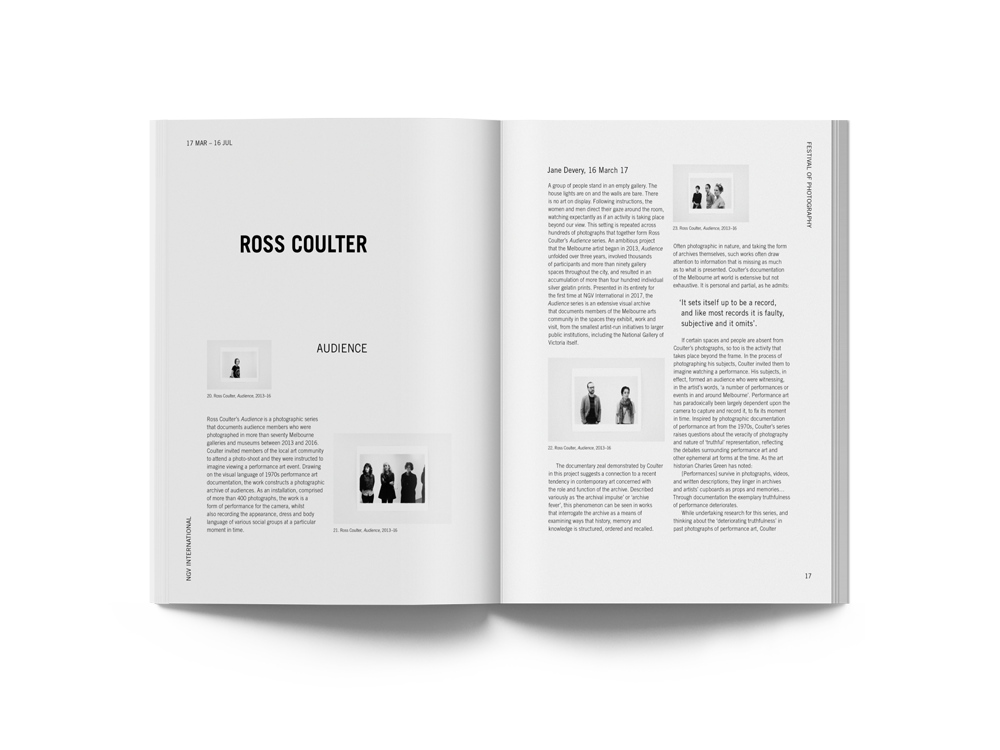 17 MAR – 16 JUL
ROSS COULTER
AUDIENCE
20. Ross Coulter, Audience, 2013–16
Ross Coulter's Audience is a photographic series
that documents audience members who were
photographed in more than seventy Melbourne
galleries and museums between 2013 and 2016.
Coulter invited members of the local art community
to attend a photo-shoot and they were instructed to
imagine viewing a performance event. Drawing
on the visual language of 1970s performance art
documentation, the work constructs a photographic
archive of audiences. As an installation, comprised
of more than 400 photographs, the work is a
form of performance for the camera, whilst
also recording the appearance, dress and body
language of various social groups at a particular
moment in time.
21. Ross Coulter, Audience, 2013–16
NGV INTERNATIONAL
Jane Devery, 16 March 17
A group of people stand in an empty gallery. The
house lights are on and the walls are bare. There
is no art on display. Following instructions, the
women and men direct their gaze around the room,
watching expectantly as if an activity is taking place
beyond our view. This setting is repeated across
hundreds of photographs that together form Ross
Coulter's Audience series. An ambitious project
that the Melbourne artist began in 2013, Audience
unfolded over three years, involved thousands
of participants and more than ninety gallery
spaces throughout the city, and resulted in an
accumulation of more than four hundred individual
silver gelatin prints. Presented in its entirety for
the first time at NGV International in 2017, the
Audience series is an extensive visual archive
that documents members of the Melbourne arts
community in the spaces they exhibit, work and
visit, from the smallest artist-run initiatives to larger
public institutions, including the National Gallery of
Victoria itself.
22. Ross Coulter, Audience, 2013–16
The documentary zeal demonstrated by Coulter
in this project suggests a connection to a recent
tendency in contemporary art concerned with
the role and function of the archive. Described
variously as 'the archival impulse' or 'archive
fever', this phenomenon can be seen in works
that interrogate the archive as a means of
examining ways that history, memory and
knowledge is structured, ordered and recalled.
23. Ross Coulter, Audience, 2013–16
Often photographic in nature, and taking the form
of archives themselves, such works often draw
attention to information that is missing as much
as to what is presented. Coulter's documentation
of the Melbourne art world is extensive but not
exhaustive. It is personal and partial, as he admits:
'It sets itself up to be a record,
and like most records it is faulty,
subjective and it omits'.
If certain spaces and people are absent from
Coulter's photographs, so too is the activity that
takes place beyond the frame. In the process of
photographing his subjects, Coulter invited them to
imagine watching a performance. His subjects, in
effect, formed an audience who were witnessing,
in the artist's words, 'a number of performances or
events in and around Melbourne'. Performance art
has paradoxically been largely dependent upon the
camera to capture and record it, to fix its moment
in time. Inspired by photographic documentation
of performance art from the 1970s, Coulter's series
raises questions about the veracity of photography
and nature of 'truthful' representation, reflecting
the debates surrounding performance art and
other ephemeral art forms at the time. As the art
historian Charles Green has noted:
[Performances] survive in photographs, videos,
and written descriptions; they linger in archives
and artists' cupboards as props and memories…
Through documentation the exemplary truthfulness
of performance deteriorates.
While undertaking research for this series, and
thinking about the 'deteriorating truthfulness' in
past photographs of performance art, Coulter
FESTIVAL OF PHOTOGRAPHY
17